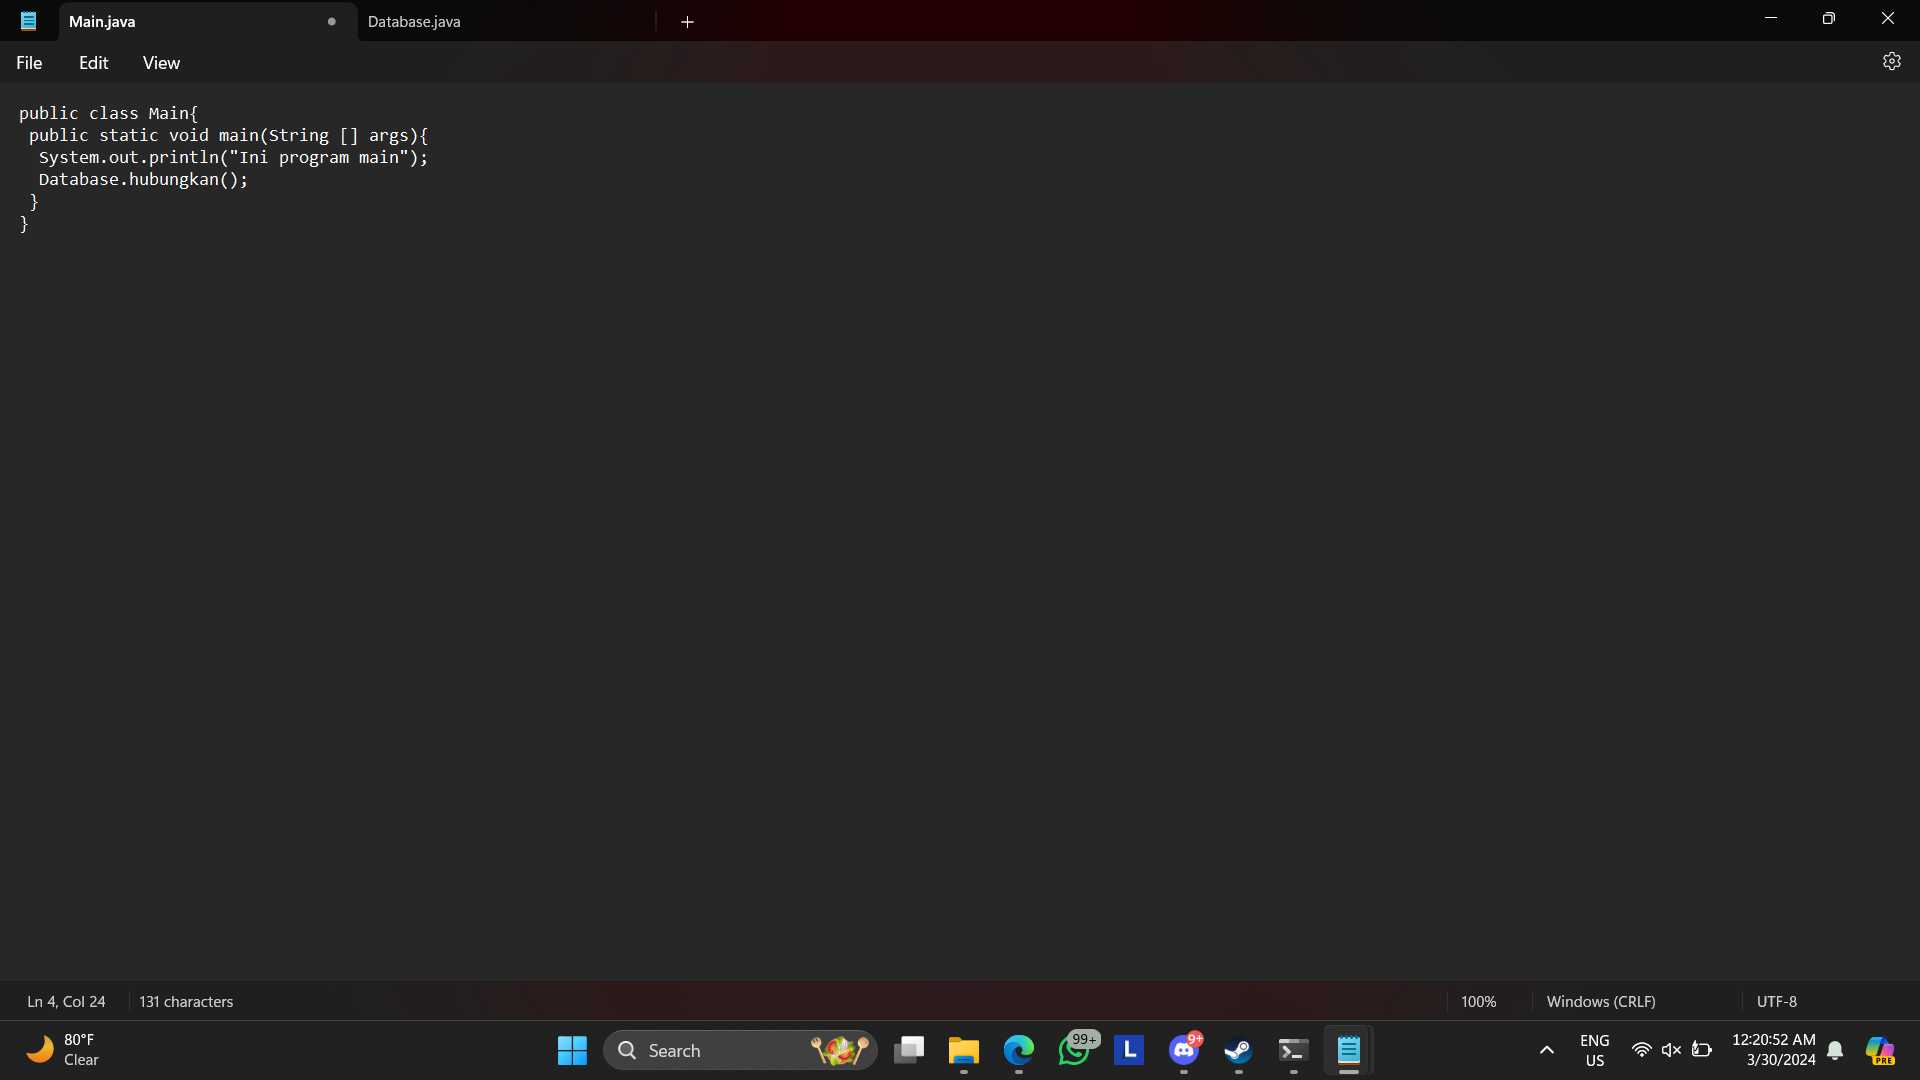 Main.java
Database.java
File Edit View
public class Main{
public static void main(String [] args){
System.out.println("Ini program main");
Database.hubungkan();
}
}
Ln 4, Col 24 131 characters 100% Windows (CRLF) UTF-8
80°F
Clear
Search
99+
L
9+
ENG
US
12:20:52 AM
3/30/2024
PRE